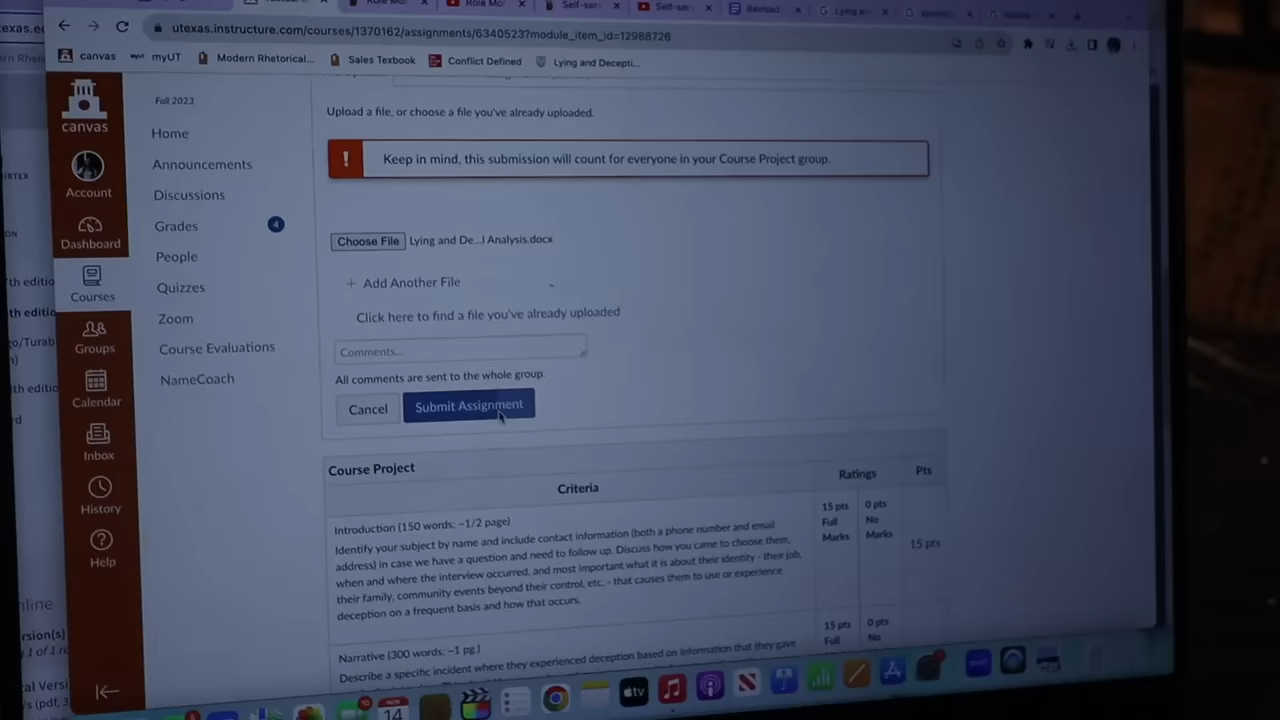 Self-ser
Self-ser
Revised
utexas.instructure.com/courses/1370162/assignments/6340523?module_item_id=12988726
canvas
myUT
Modern Rhetorical...
Sales Textbook
Conflict Defined
Lying and Decepti...
canvas
Account
Dashboard
Courses
Groups
Calendar
Inbox
History
Help
Fall 2023
Home
Announcements
Discussions
Grades
4
People
Quizzes
Zoom
Course Evaluations
NameCoach
Upload a file, or choose a file you've already uploaded.
! Keep in mind, this submission will count for everyone in your Course Project group.
Choose File Lying and De...l Analysis.docx
+ Add Another File
Click here to find a file you've already uploaded
Comments...
All comments are sent to the whole group.
Cancel Submit Assignment
Course Project
Criteria Ratings Pts
Introduction (150 words: ~1/2 page)
Identify your subject by name and include contact information (both a phone number and email
address) in case we have a question and need to follow up. Discuss how you came to choose them,
when and where the interview occurred, and most important what it is about their identity - their job,
their family, community events beyond their control, etc. - that causes them to use or experience
deception on a frequent basis and how that occurs.
15 pts
Full
Marks
0 pts
No
Marks
15 pts
Narrative (300 words: ~1 pg.)
Describe a specific incident where they experienced deception based on information that they gave
15 pts
Full
0 pts
No
NOV
14
tv